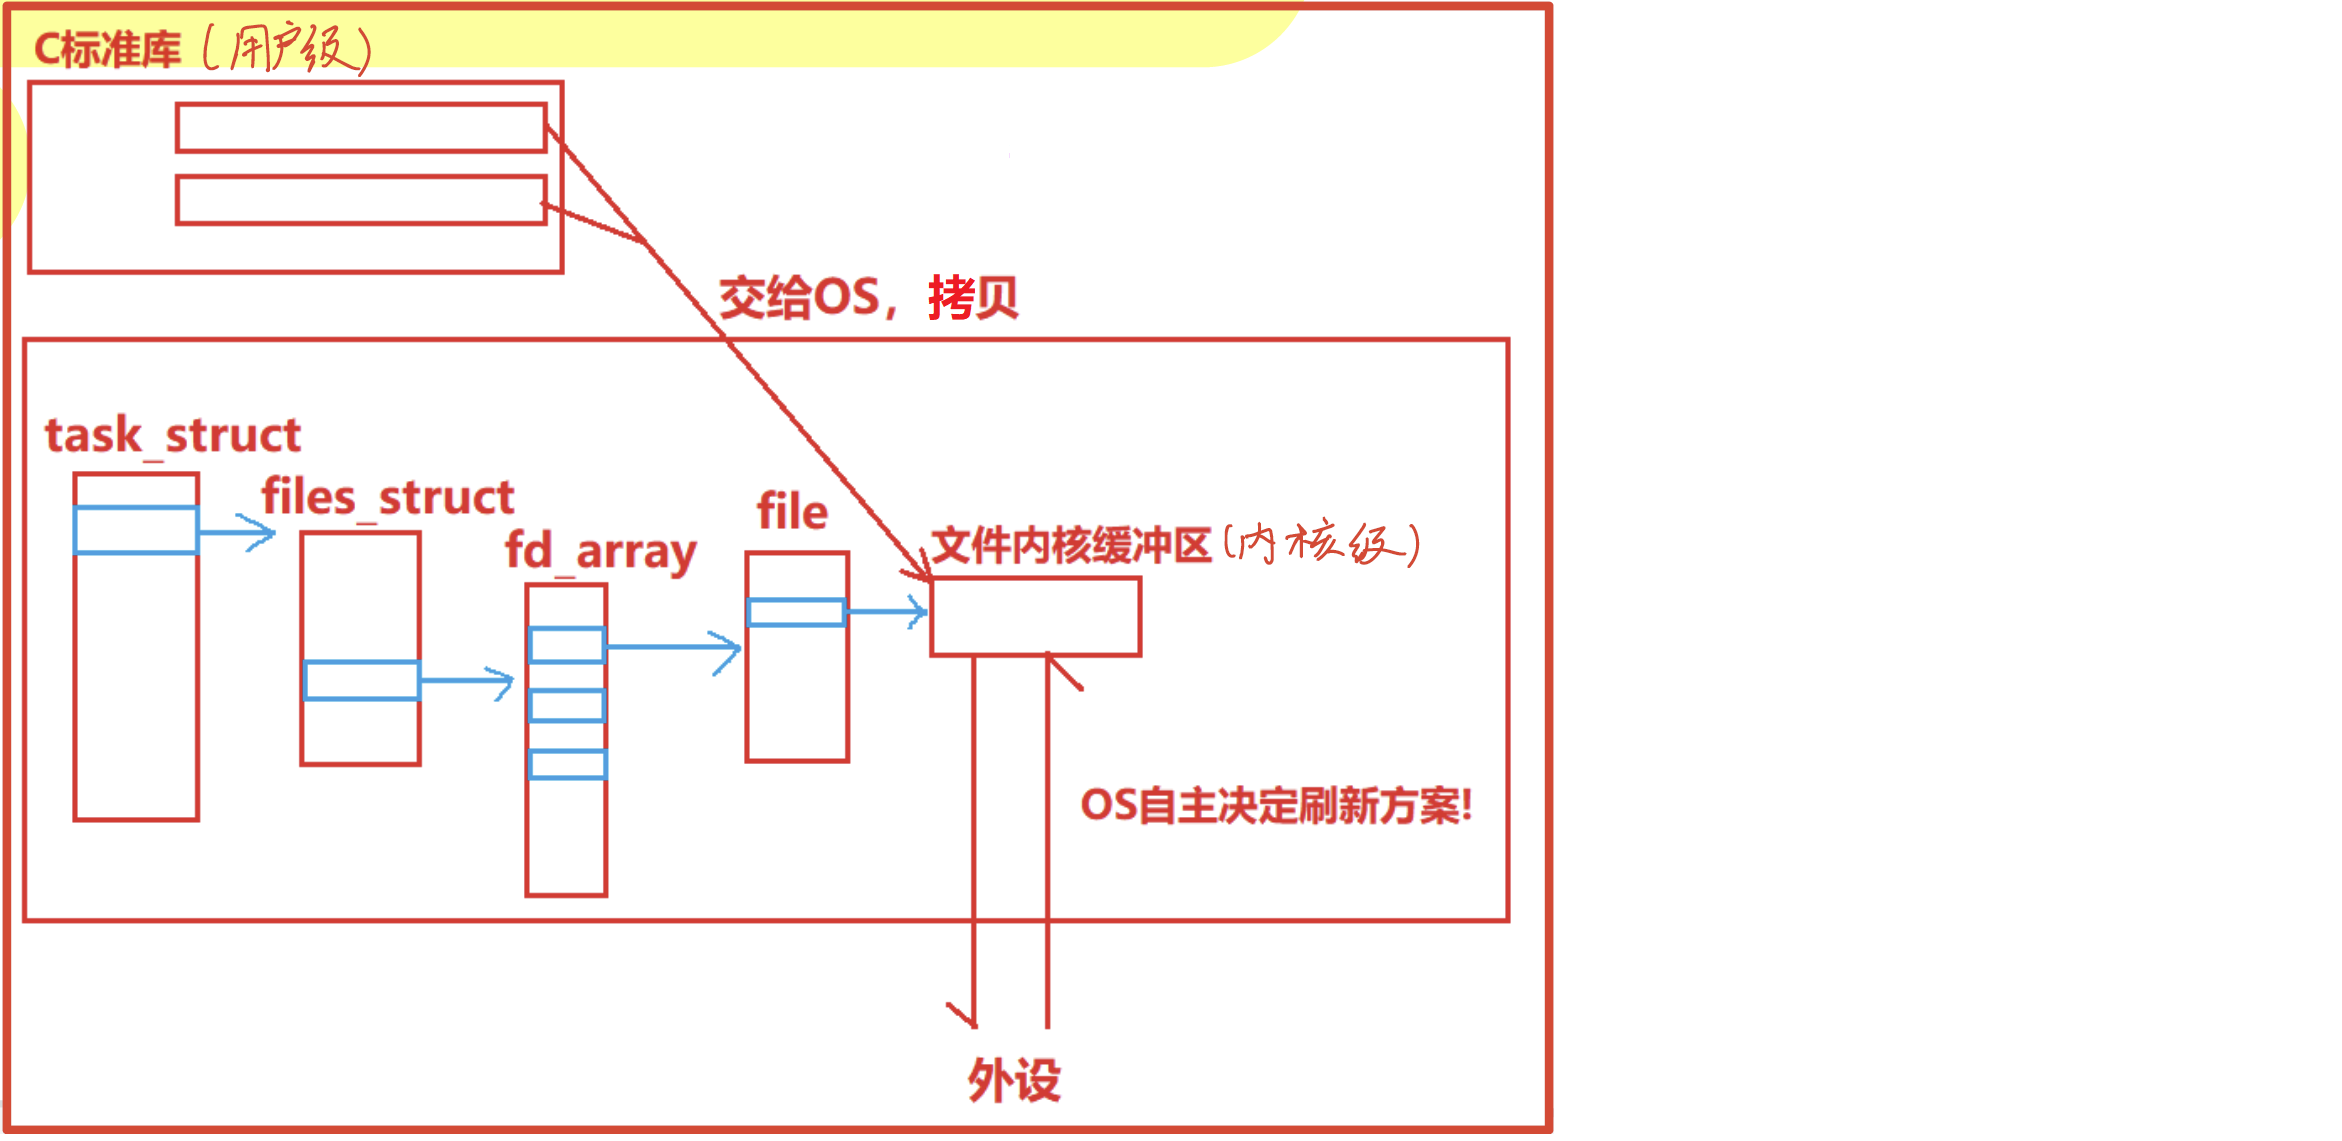 C标准库(用户级)
交给OS，拷贝
task_struct
files_struct
fd_array
file
文件内核缓冲区(内核级)
OS自主决定刷新方案!
外设